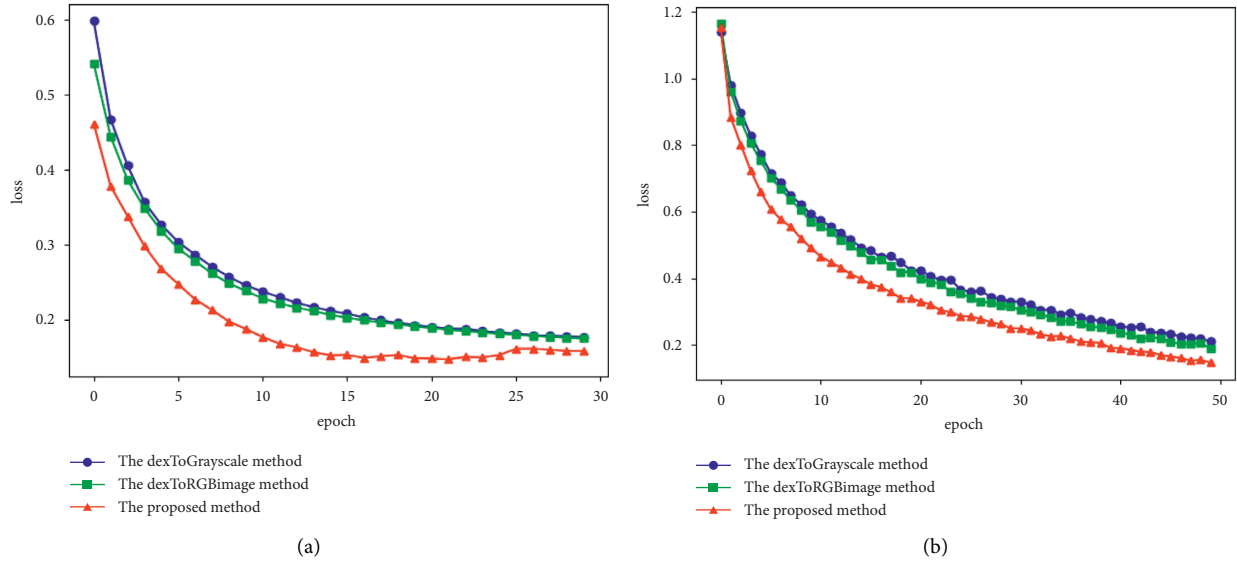 0.6
0.5
0.4
0.3
0.2
loss
0 5 10 15 20 25 30
epoch
The dexToGrayscale method
The dexToRGBimage method
The proposed method
(a)
1.2
1.0
0.8
0.6
0.4
0.2
loss
0 10 20 30 40 50
epoch
The dexToGrayscale method
The dexToRGBimage method
The proposed method
(b)